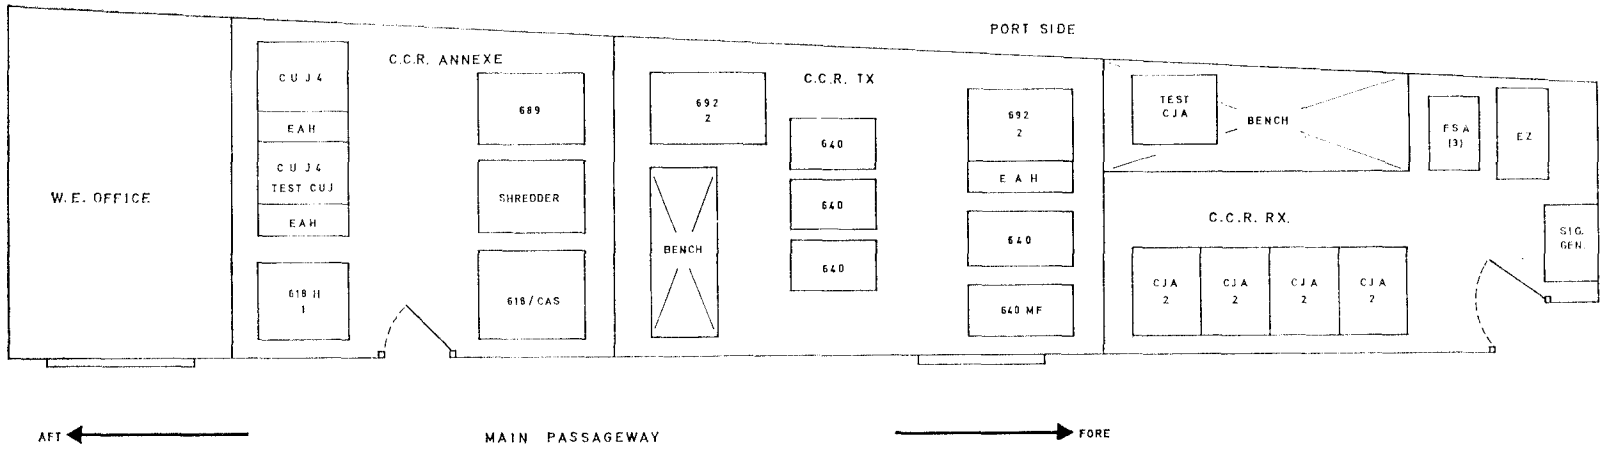 PORT SIDE
W.E. OFFICE
C.C.R. ANNEXE
CUJ4
EAH
CUJ4
TEST CUJ
EAH
618 H
1
689
SHREDDER
618/CAS
C.C.R. TX
692
2
BENCH
640
640
640
692
2
EAH
640
640 MF
TEST
CJA
BENCH
FSA
(3)
EZ
C.C.R. RX.
SIG.
GEN.
CJA
2
CJA
2
CJA
2
CJA
2
AFT
MAIN PASSAGEWAY
FORE